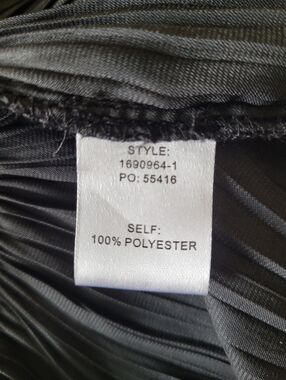 STYLE:
1690964-1
PO: 55416
SELF:
100% POLYESTER